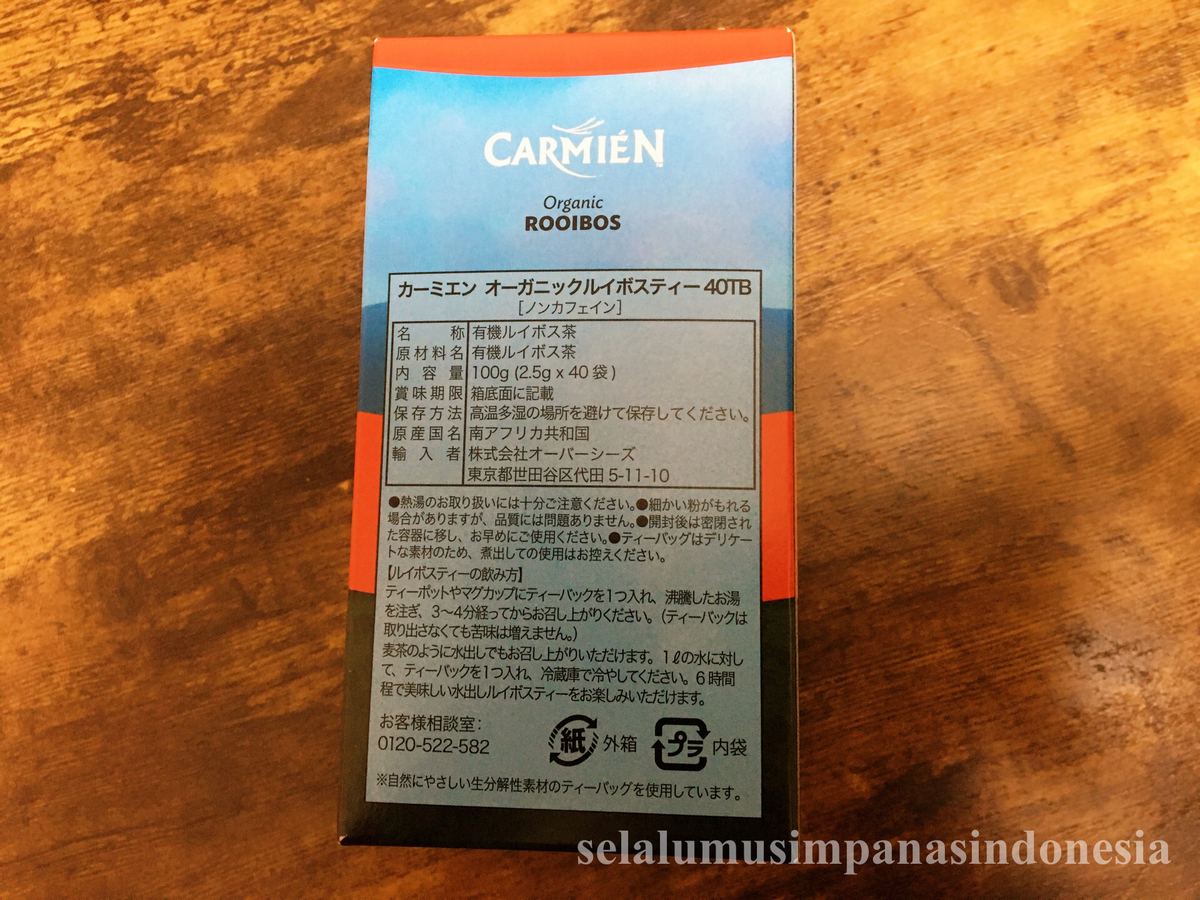 CARMIÉN™
Organic
ROOIBOS
カーミエン オーガニックルイボスティー 40TB
[ノンカフェイン]
名称 有機ルイボス茶
原材料名 有機ルイボス茶
内容量 100g (2.5g x 40 袋)
賞味期限 箱底面に記載
保存方法 高温多湿の場所を避けて保存してください。
原産国名 南アフリカ共和国
輸入者 株式会社オーバーシーズ
東京都世田谷区代田 5-11-10
●熱湯のお取り扱いには十分ご注意ください。●細かい粉がもれる
場合がありますが、品質には問題ありません。●開封後は密閉され
た容器に移し、お早めにご使用ください。●ティーバッグはデリケー
トな素材のため、煮出しての使用はお控えください。
【ルイボスティーの飲み方】
ティーポットやマグカップにティーバックを1つ入れ、沸騰したお湯
を注ぎ、3〜4分経ってからお召し上がりください。(ティーバックは
取り出さなくても苦味は増えません。)
麦茶のように水出しでもお召し上がりいただけます。1ℓの水に対し
て、ティーバックを1つ入れ、冷蔵庫で冷やしてください。6時間
程で美味しい水出しルイボスティーをお楽しみいただけます。
お客様相談室:
0120-522-582
紙 外箱 プラ 内袋
※自然にやさしい生分解性素材のティーバッグを使用しています。
selalumusimpanasindonesia